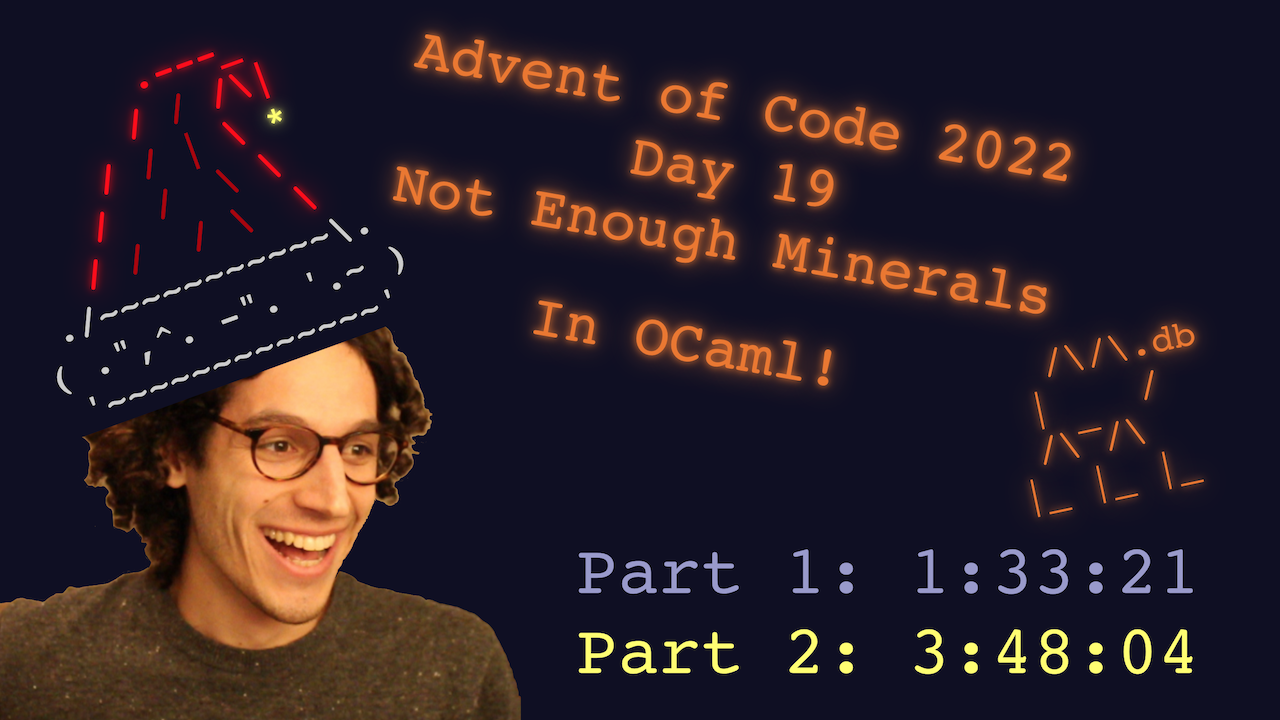 Advent of Code 2022
Day 19
Not Enough Minerals
In OCaml!
.db
Part 1: 1:33:21
Part 2: 3:48:04